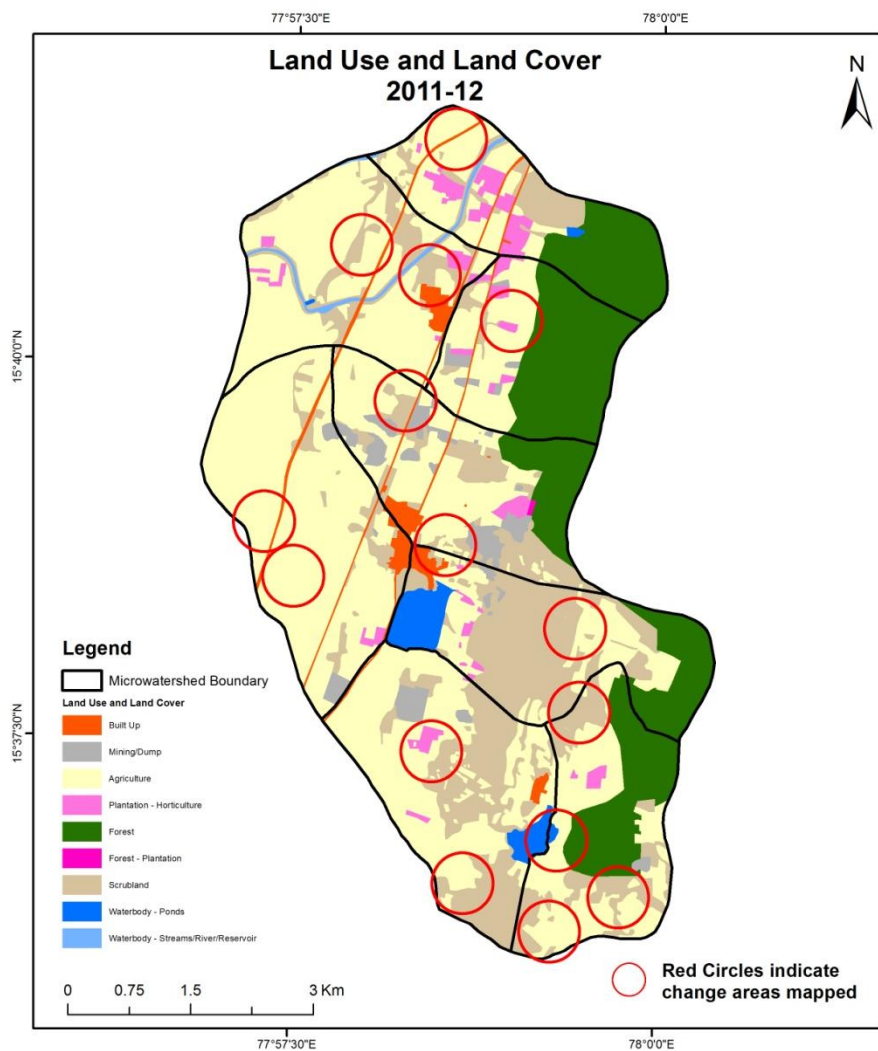 77°57'30"E
78°0'0"E
Land Use and Land Cover
2011-12
N
15°40'0"N
15°37'30"N
Legend
Microwatershed Boundary
Land Use and Land Cover
Built Up
Mining/Dump
Agriculture
Plantation - Horticulture
Forest
Forest - Plantation
Scrubland
Waterbody - Ponds
Waterbody - Streams/River/Reservoir
0 0.75 1.5 3 Km
Red Circles indicate
change areas mapped
77°57'30"E
78°0'0"E